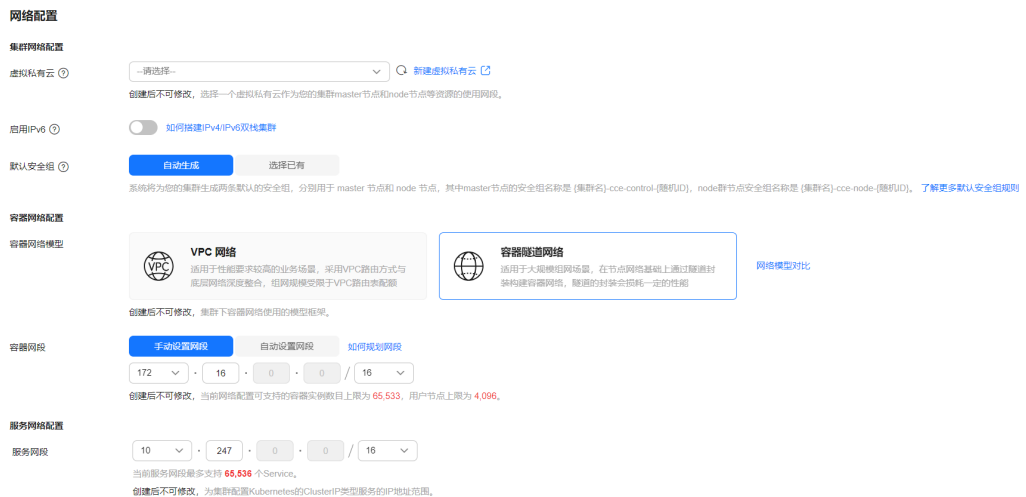 网络配置
集群网络配置
虚拟私有云 ?
--请选择--
新建虚拟私有云
创建后不可修改，选择一个虚拟私有云作为您的集群master节点和node节点等资源的使用网段。
启用IPv6 ?
如何搭建IPv4/IPv6双栈集群
默认安全组 ?
自动生成 选择已有
系统将为您的集群生成两条默认的安全组，分别用于 master 节点和 node 节点，其中master节点的安全组名称是 {集群名}-cce-control-{随机ID}，node群节点安全组名称是 {集群名}-cce-node-{随机ID}。 了解更多默认安全组规则
容器网络配置
容器网络模型
VPC
VPC 网络
适用于性能要求较高的业务场景，采用VPC路由方式与
底层网络深度整合，组网规模受限于VPC路由表配额
容器隧道网络
适用于大规模组网场景，在节点网络基础上通过隧道封
装构建容器网络，隧道的封装会损耗一定的性能
网络模型对比
创建后不可修改，集群下容器网络使用的模型框架。
容器网段
手动设置网段 自动设置网段 如何规划网段
172 · 16 · 0 · 0 / 16
创建后不可修改，当前网络配置可支持的容器实例数目上限为 65,533，用户节点上限为 4,096。
服务网络配置
服务网段
10 · 247 · 0 · 0 / 16
当前服务网段最多支持 65,536 个Service。
创建后不可修改，为集群配置Kubernetes的ClusterIP类型服务的IP地址范围。